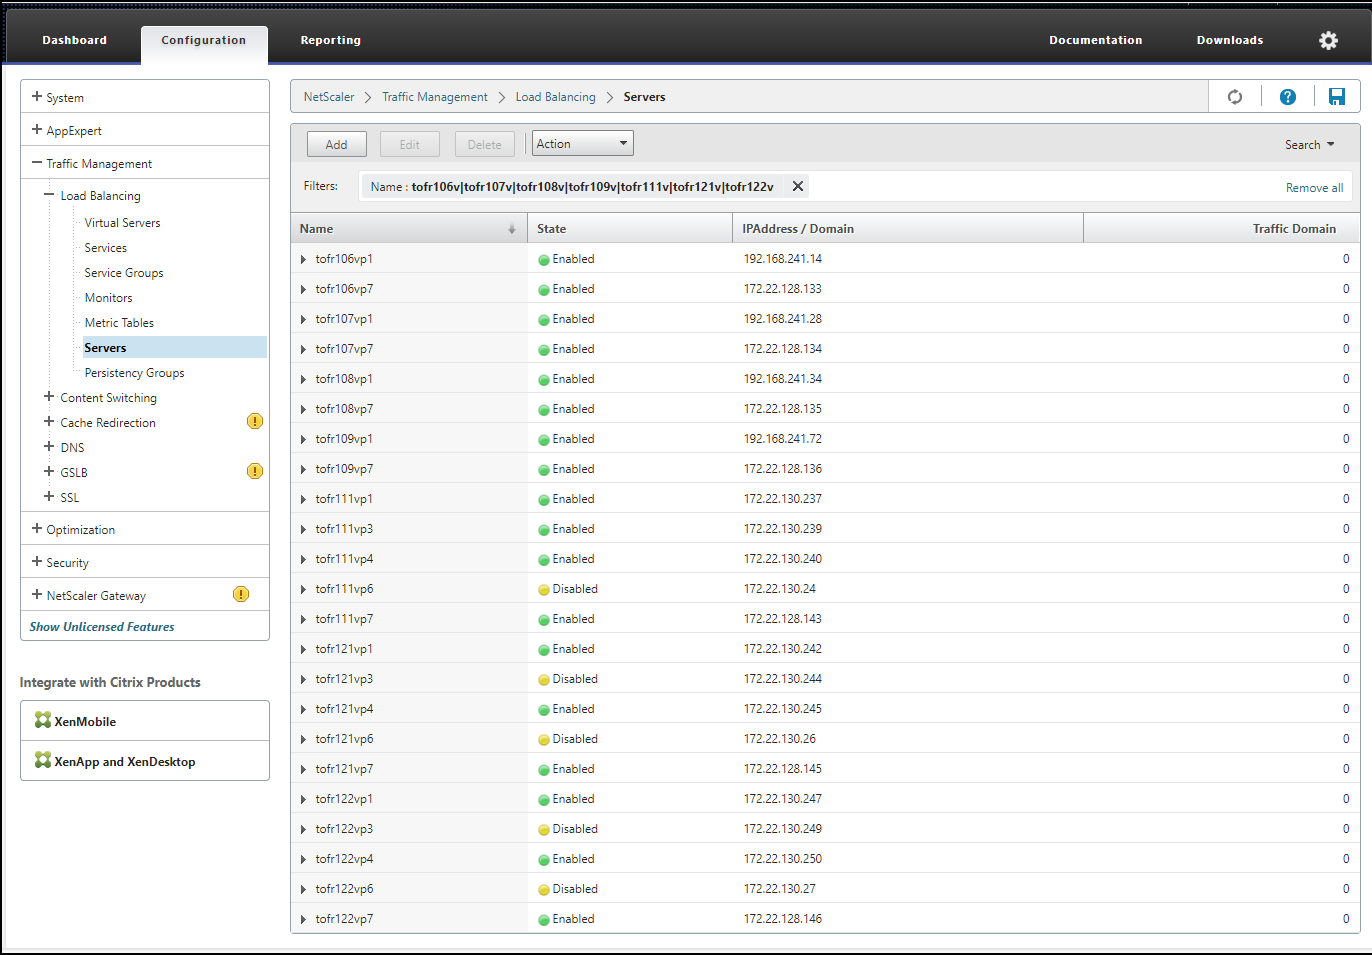 Dashboard Configuration Reporting Documentation Downloads
System
AppExpert
Traffic Management
Load Balancing
Virtual Servers
Services
Service Groups
Monitors
Metric Tables
Servers
Persistency Groups
Content Switching
Cache Redirection
DNS
GSLB
SSL
Optimization
Security
NetScaler Gateway
Show Unlicensed Features
Integrate with Citrix Products
XenMobile
XenApp and XenDesktop
NetScaler Traffic Management Load Balancing Servers
Add Edit Delete Action Search
Filters: Name : tofr106v|tofr107v|tofr108v|tofr109v|tofr111v|tofr121v|tofr122v Remove all
Name State IPAddress / Domain Traffic Domain
tofr106vp1 Enabled 192.168.241.14 0
tofr106vp7 Enabled 172.22.128.133 0
tofr107vp1 Enabled 192.168.241.28 0
tofr107vp7 Enabled 172.22.128.134 0
tofr108vp1 Enabled 192.168.241.34 0
tofr108vp7 Enabled 172.22.128.135 0
tofr109vp1 Enabled 192.168.241.72 0
tofr109vp7 Enabled 172.22.128.136 0
tofr111vp1 Enabled 172.22.130.237 0
tofr111vp3 Enabled 172.22.130.239 0
tofr111vp4 Enabled 172.22.130.240 0
tofr111vp6 Disabled 172.22.130.24 0
tofr111vp7 Enabled 172.22.128.143 0
tofr121vp1 Enabled 172.22.130.242 0
tofr121vp3 Disabled 172.22.130.244 0
tofr121vp4 Enabled 172.22.130.245 0
tofr121vp6 Disabled 172.22.130.26 0
tofr121vp7 Enabled 172.22.128.145 0
tofr122vp1 Enabled 172.22.130.247 0
tofr122vp3 Disabled 172.22.130.249 0
tofr122vp4 Enabled 172.22.130.250 0
tofr122vp6 Disabled 172.22.130.27 0
tofr122vp7 Enabled 172.22.128.146 0